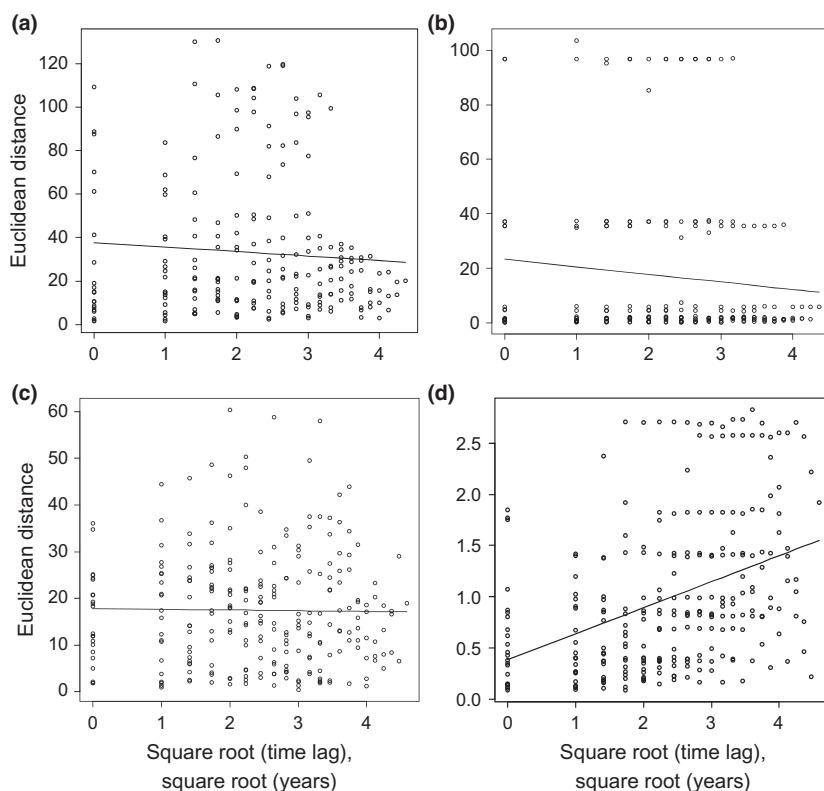 (a)
Euclidean distance
120
100
80
60
40
20
0
0 1 2 3 4
(b)
100
80
60
40
20
0
0 1 2 3 4
(c)
Euclidean distance
60
50
40
30
20
10
0
0 1 2 3 4
Square root (time lag),
square root (years)
(d)
2.5
2.0
1.5
1.0
0.5
0.0
0 1 2 3 4
Square root (time lag),
square root (years)